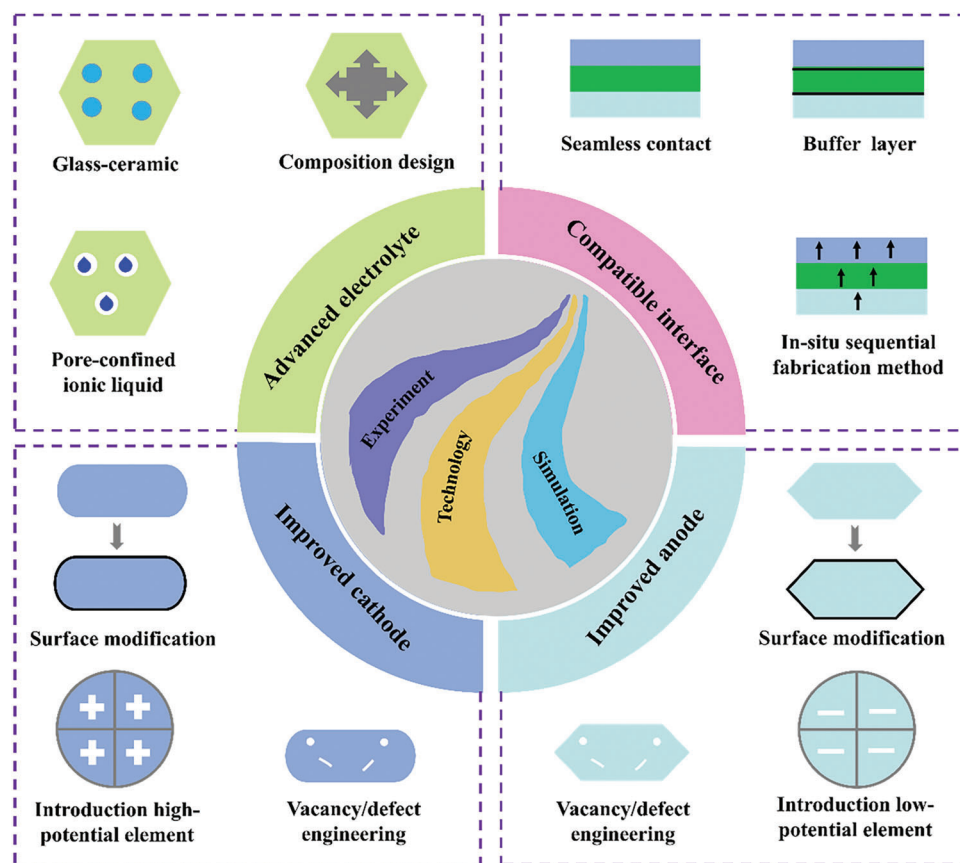 Glass-ceramic
Composition design
Pore-confined
ionic liquid
Seamless contact
Buffer layer
In-situ sequential
fabrication method
Advanced electrolyte
Compatible interface
Experiment
Technology
Simulation
Improved cathode
Improved anode
Surface modification
Introduction high-
potential element
Vacancy/defect
engineering
Surface modification
Vacancy/defect
engineering
Introduction low-
potential element